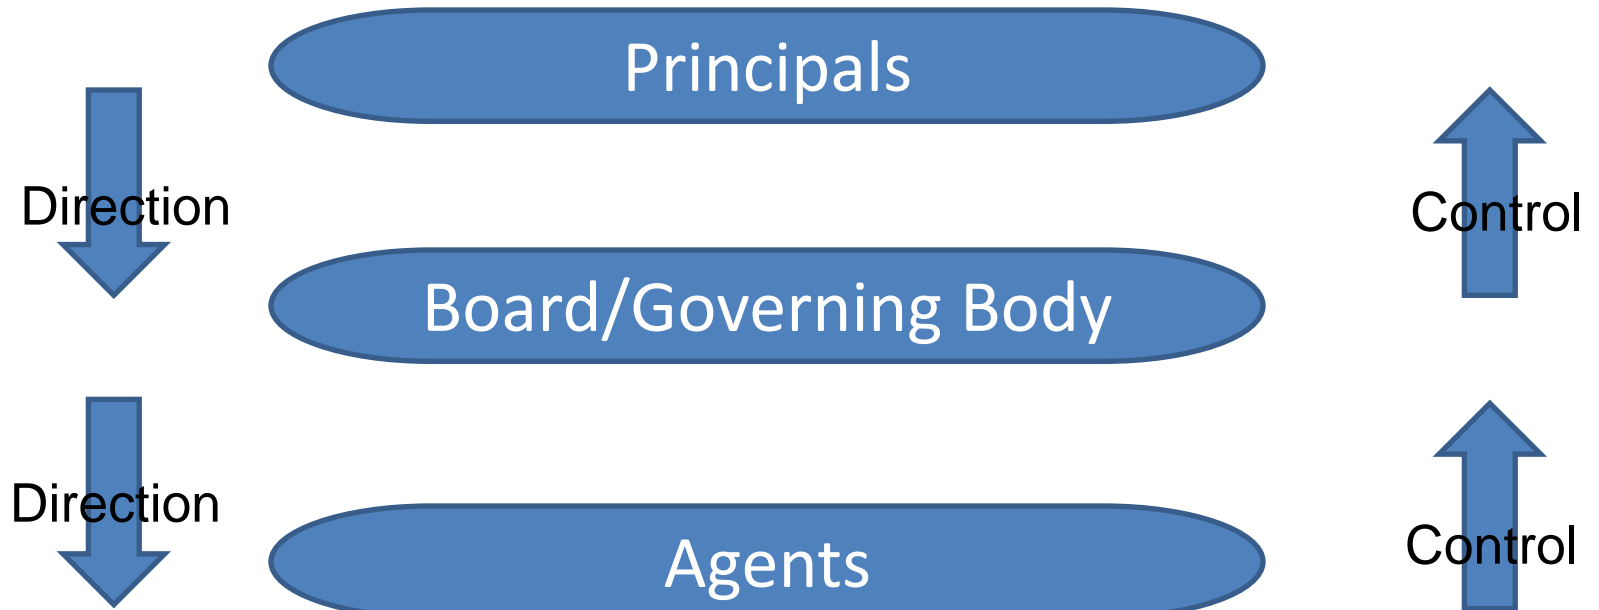 Principals
Direction
Control
Board/Governing Body
Direction
Control
Agents